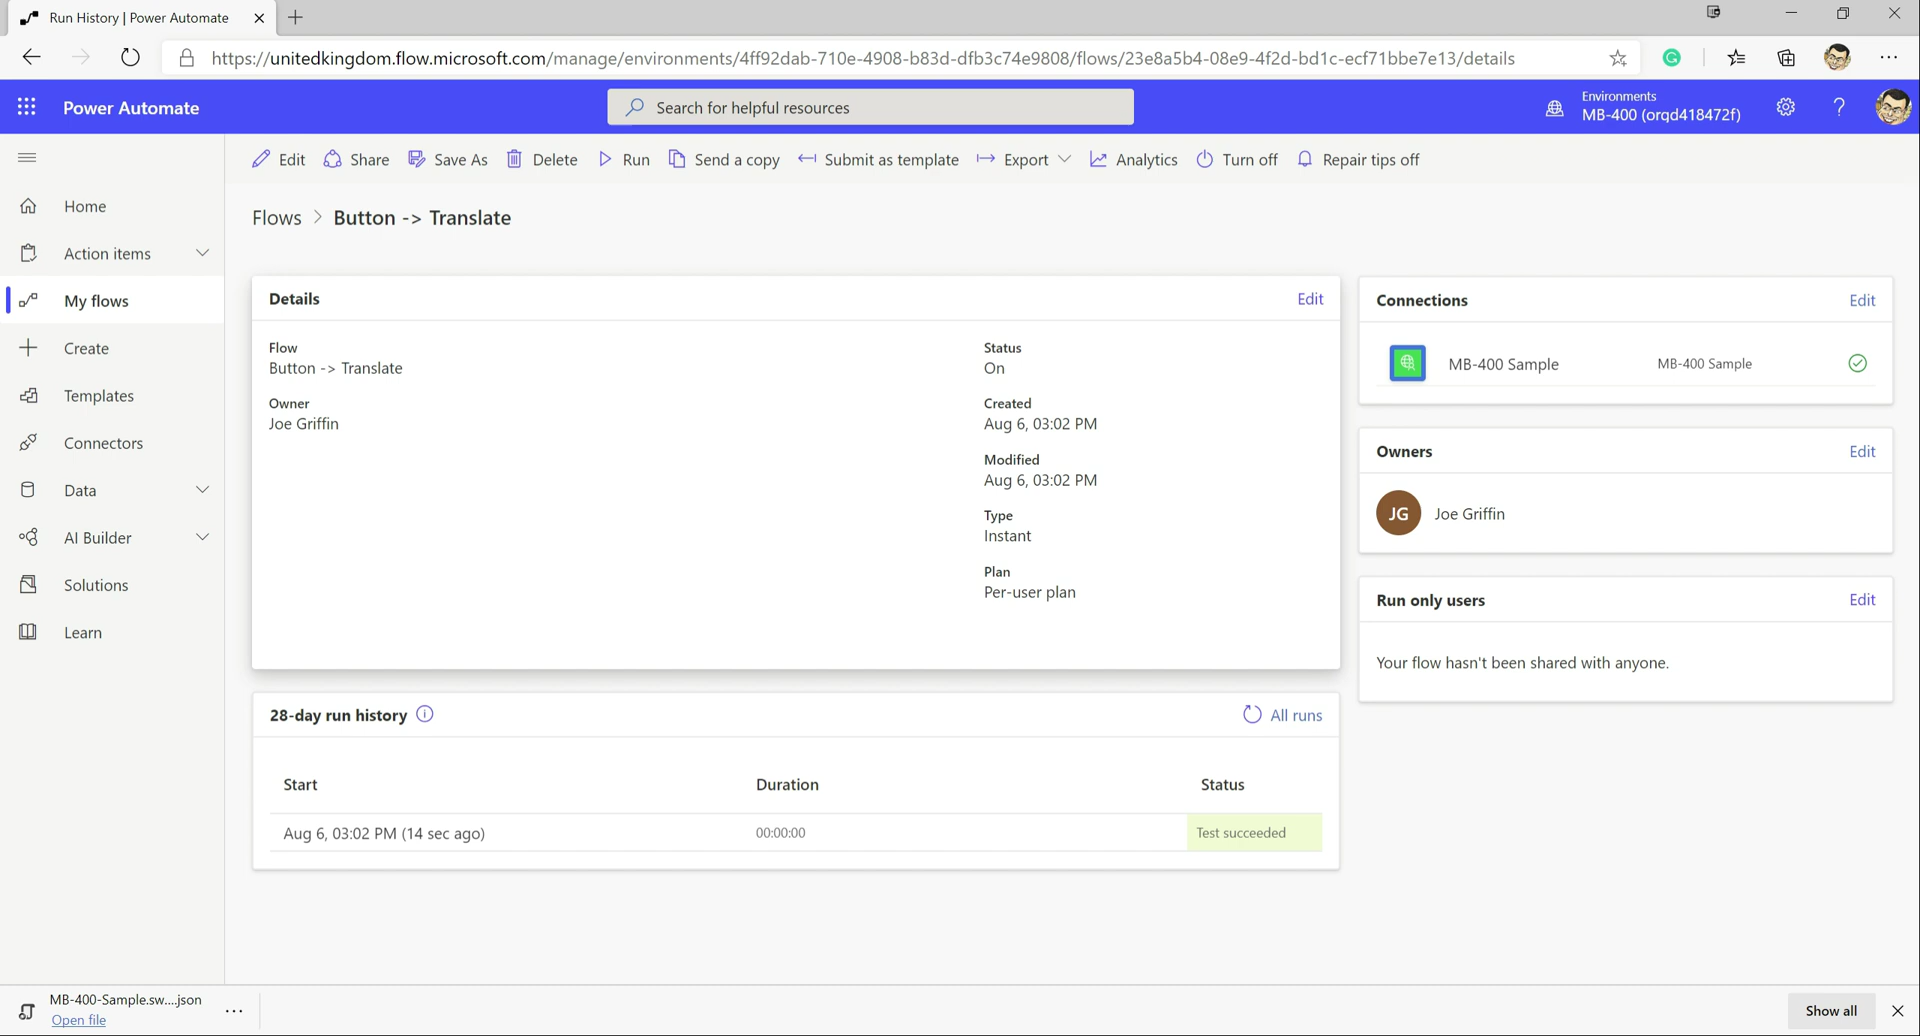 Run History | Power Automate
https://unitedkingdom.flow.microsoft.com/manage/environments/4ff92dab-710e-4908-b83d-dfb3c74e9808/flows/23e8a5b4-08e9-4f2d-bd1c-ecf71bbe7e13/details
Power Automate
Search for helpful resources
Environments
MB-400 (orqd418472f)
Edit
Share
Save As
Delete
Run
Send a copy
Submit as template
Export
Analytics
Turn off
Repair tips off
Home
Action items
My flows
Create
Templates
Connectors
Data
AI Builder
Solutions
Learn
Flows > Button -> Translate
Details
Edit
Flow
Button -> Translate
Owner
Joe Griffin
Status
On
Created
Aug 6, 03:02 PM
Modified
Aug 6, 03:02 PM
Type
Instant
Plan
Per-user plan
Connections
Edit
MB-400 Sample
MB-400 Sample
Owners
Edit
JG
Joe Griffin
Run only users
Edit
Your flow hasn't been shared with anyone.
28-day run history
All runs
Start Duration Status
Aug 6, 03:02 PM (14 sec ago) 00:00:00 Test succeeded
MB-400-Sample.sw....json
Open file
Show all